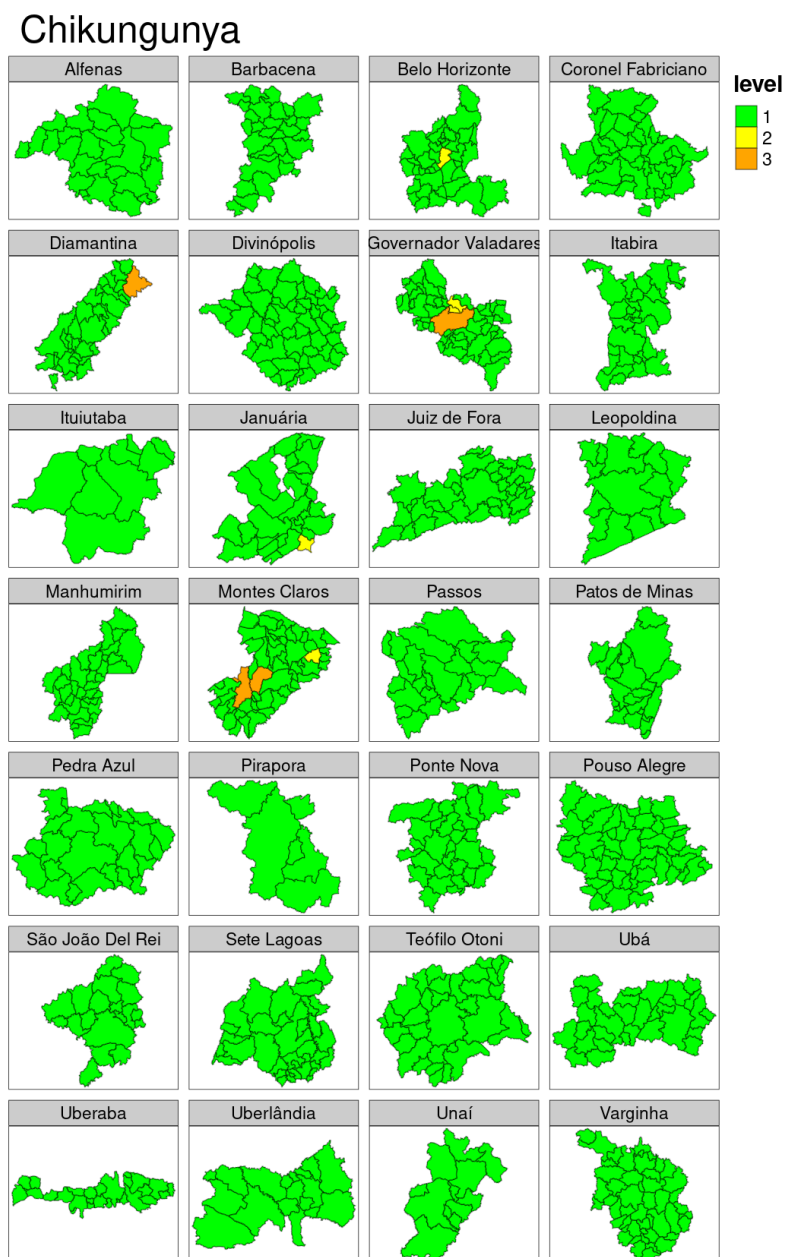 Chikungunya
Alfenas
Barbacena
Belo Horizonte
Coronel Fabriciano
level
1
2
3
Diamantina
Divinópolis
Governador Valadares
Itabira
Ituiutaba
Januária
Juiz de Fora
Leopoldina
Manhumirim
Montes Claros
Passos
Patos de Minas
Pedra Azul
Pirapora
Ponte Nova
Pouso Alegre
São João Del Rei
Sete Lagoas
Teófilo Otoni
Ubá
Uberaba
Uberlândia
Unaí
Varginha